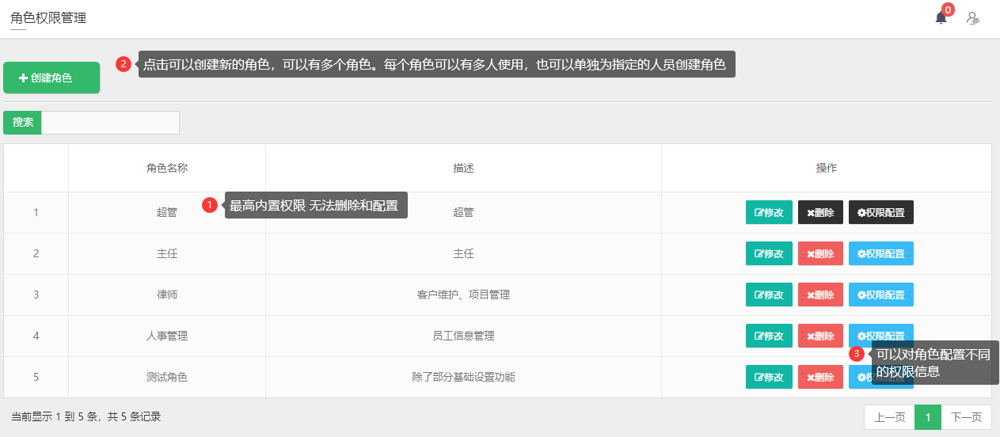 角色权限管理
0
创建角色
2 点击可以创建新的角色，可以有多个角色。每个角色可以有多人使用，也可以单独为指定的人员创建角色
搜索
角色名称 描述 操作
1 超管 超管 修改 删除 权限配置
1 最高内置权限 无法删除和配置
2 主任 主任 修改 删除 权限配置
3 律师 客户维护、项目管理 修改 删除 权限配置
4 人事管理 员工信息管理 修改 删除 权限配置
3 可以对角色配置不同
的权限信息
5 测试角色 除了部分基础设置功能 修改 删除 权限配置
当前显示 1 到 5 条，共 5 条记录
上一页 1 下一页